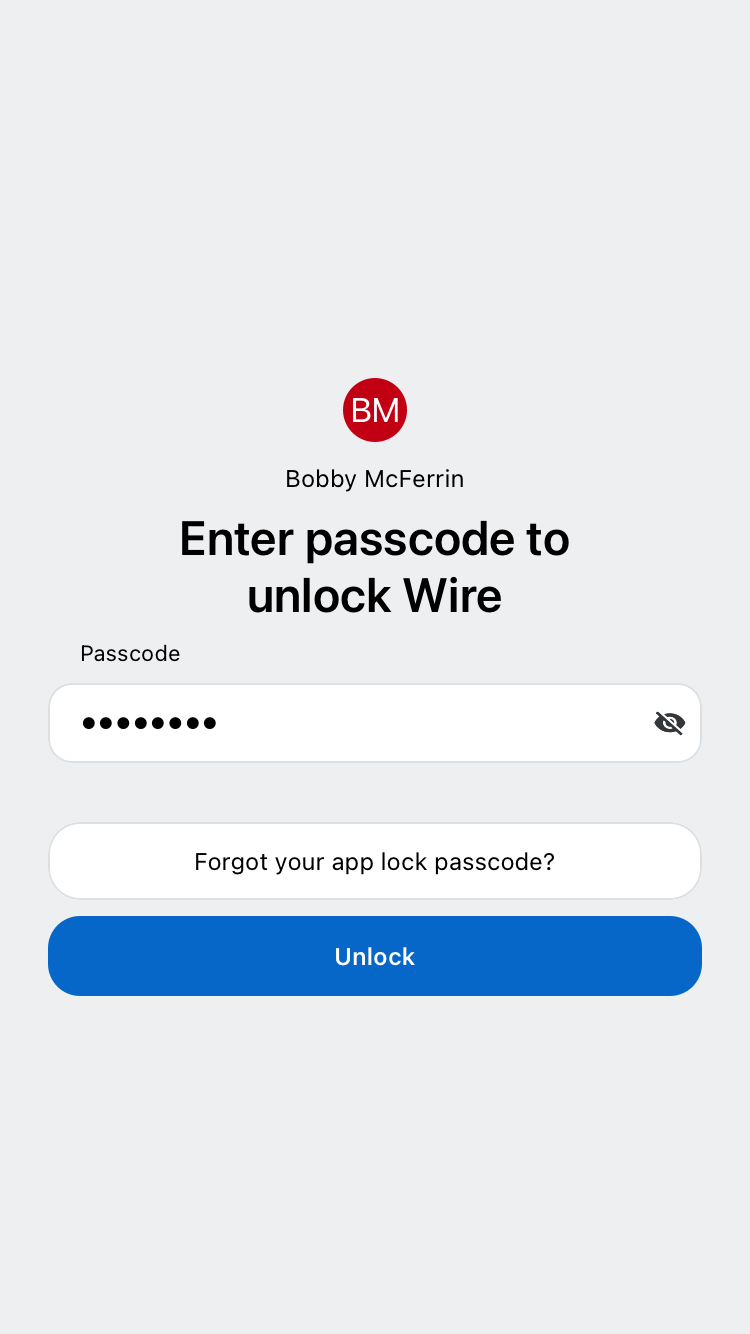 BM
Bobby McFerrin
Enter passcode to
unlock Wire
Passcode
••••••••
Forgot your app lock passcode?
Unlock